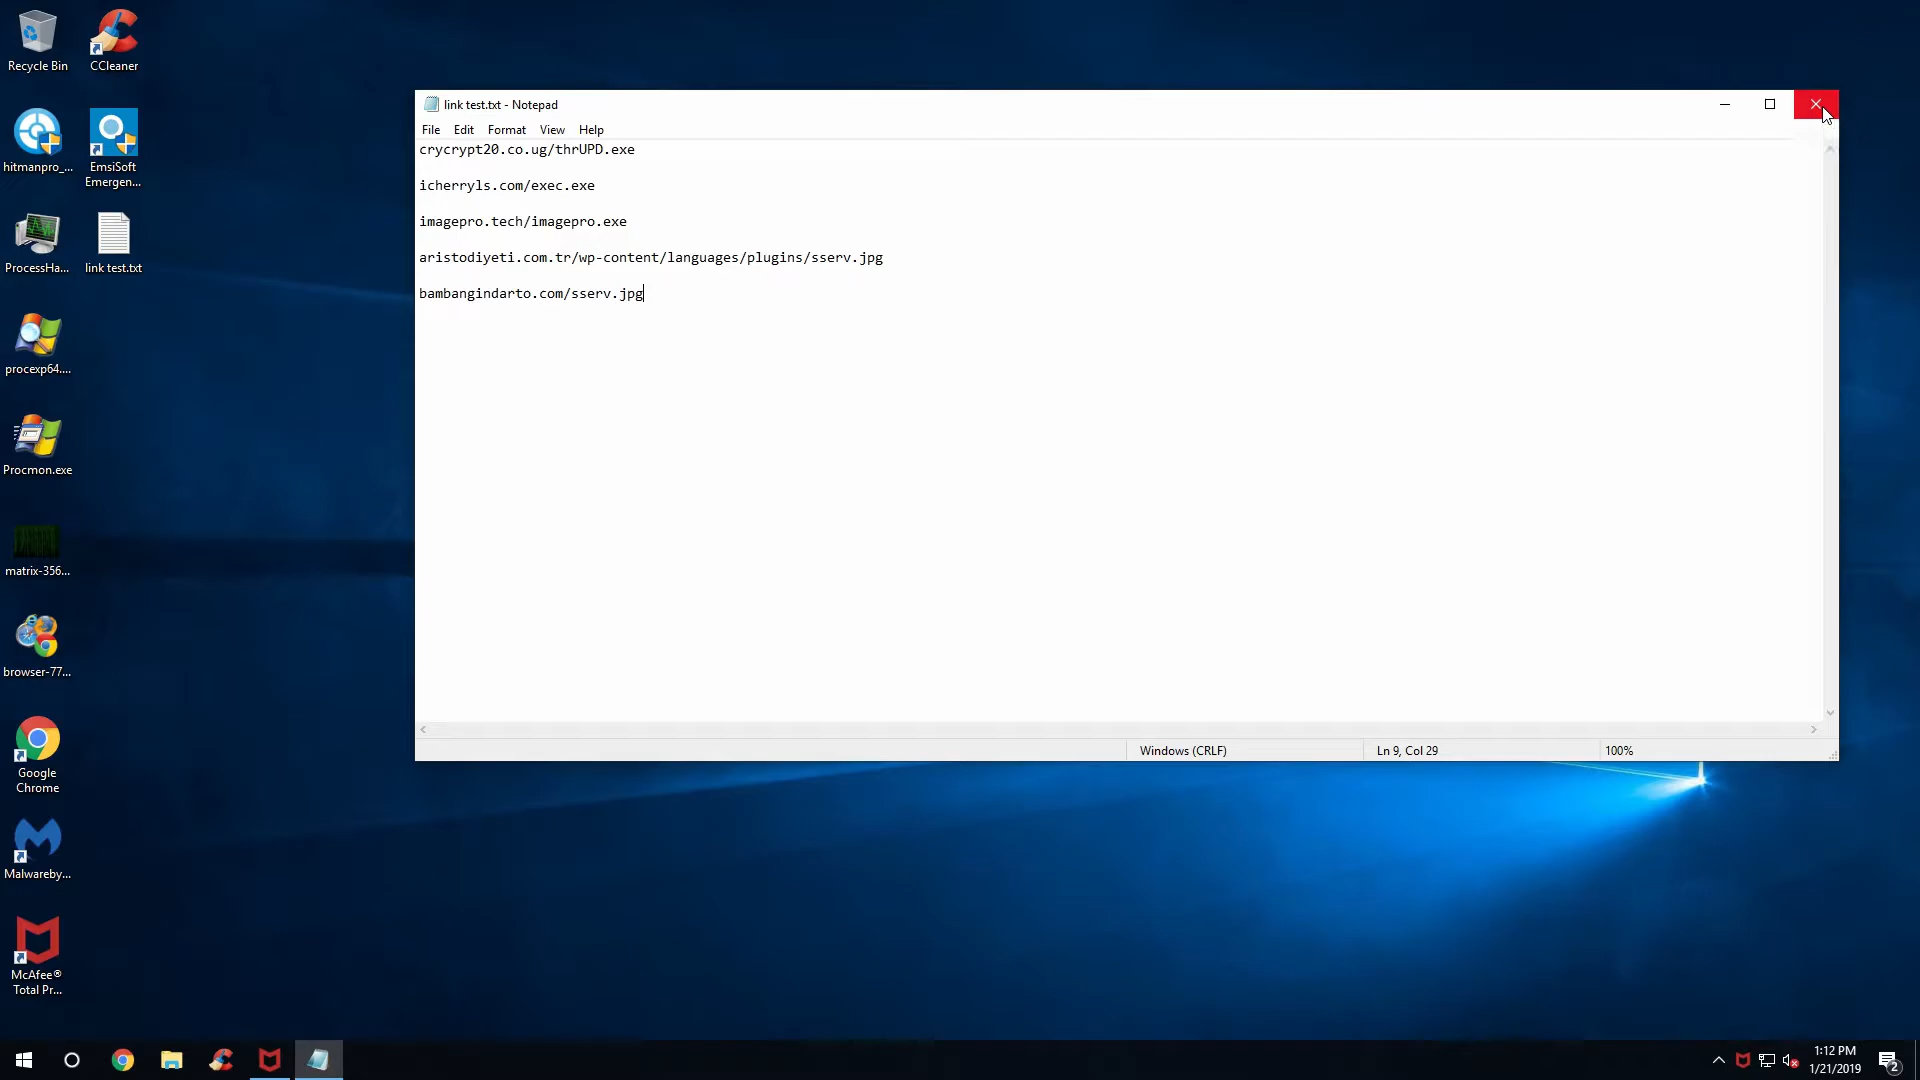 Recycle Bin
CCleaner
hitmanpro_...
EmsiSoft
Emergen...
ProcessHa...
link test.txt
procexp64....
Procmon.exe
matrix-356...
browser-77...
Google
Chrome
Malwareby...
McAfee®
Total Pr...
link test.txt - Notepad
File Edit Format View Help
crycrypt20.co.ug/thrUPD.exe
icherryls.com/exec.exe
imagepro.tech/imagepro.exe
aristodiyeti.com.tr/wp-content/languages/plugins/sserv.jpg
bambangindarto.com/sserv.jpg
Windows (CRLF) Ln 9, Col 29 100%
1:12 PM
1/21/2019
2